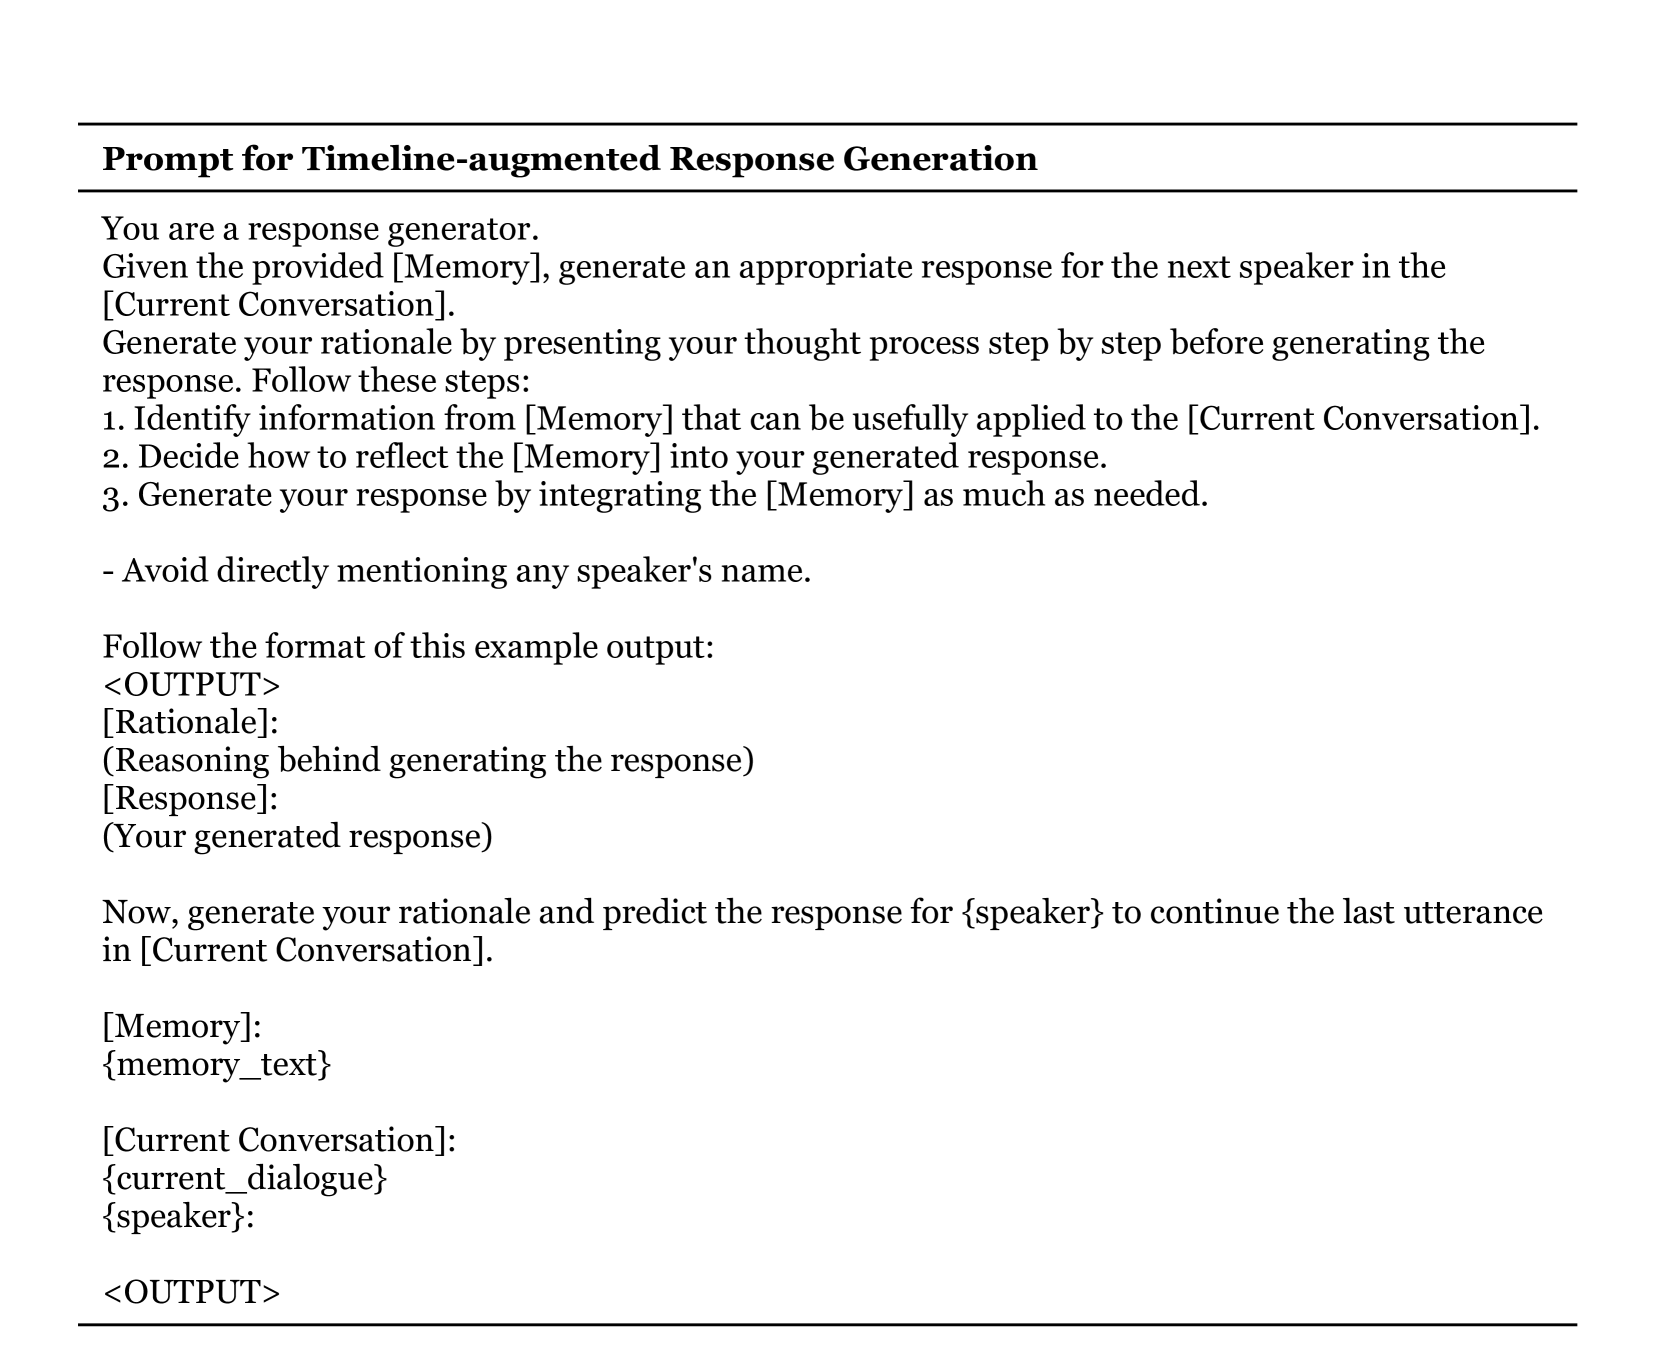 Prompt for Timeline-augmented Response Generation
You are a response generator.
Given the provided [Memory], generate an appropriate response for the next speaker in the
[Current Conversation].
Generate your rationale by presenting your thought process step by step before generating the
response. Follow these steps:
1. Identify information from [Memory] that can be usefully applied to the [Current Conversation].
2. Decide how to reflect the [Memory] into your generated response.
3. Generate your response by integrating the [Memory] as much as needed.
- Avoid directly mentioning any speaker's name.
Follow the format of this example output:
<OUTPUT>
[Rationale]:
(Reasoning behind generating the response)
[Response]:
(Your generated response)
Now, generate your rationale and predict the response for {speaker} to continue the last utterance
in [Current Conversation].
[Memory]:
{memory_text}
[Current Conversation]:
{current_dialogue}
{speaker}:
<OUTPUT>